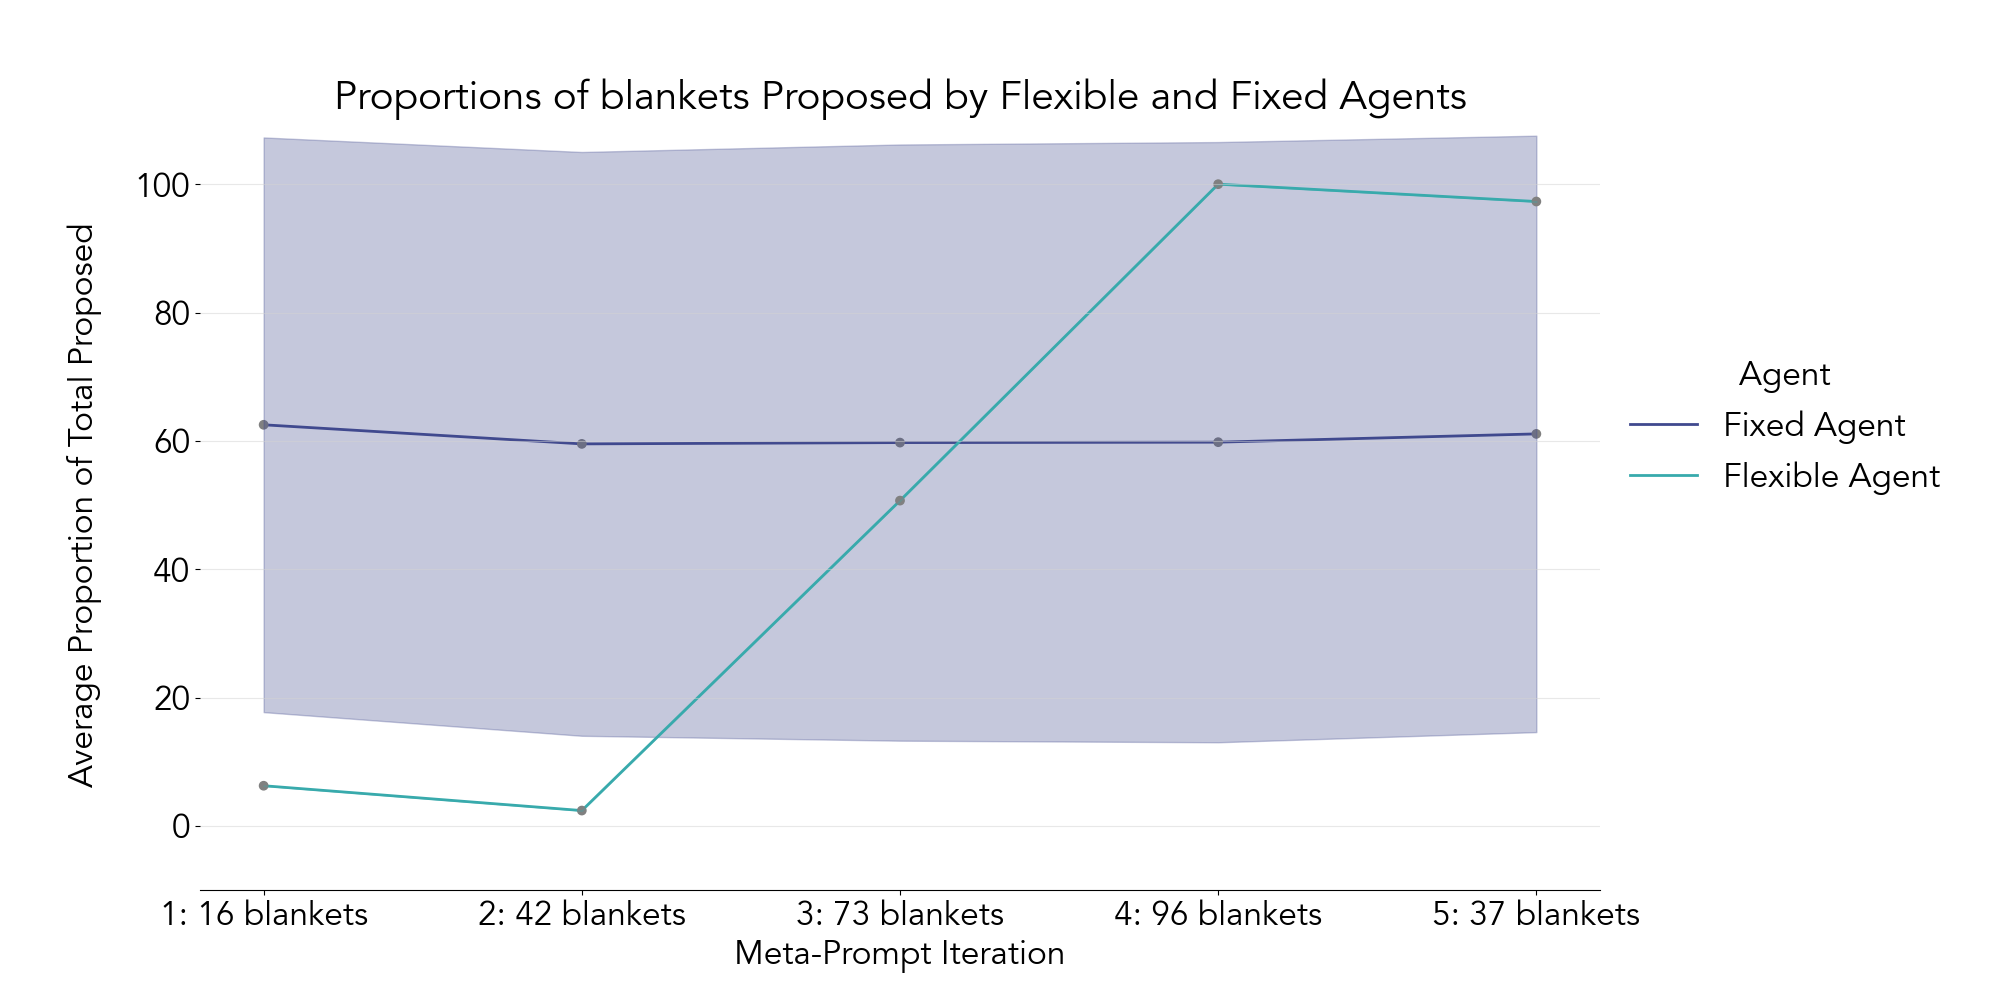 Proportions of blankets Proposed by Flexible and Fixed Agents
Average Proportion of Total Proposed
100
80
60
40
20
0
1: 16 blankets
2: 42 blankets
3: 73 blankets
4: 96 blankets
5: 37 blankets
Meta-Prompt Iteration
Agent
Fixed Agent
Flexible Agent